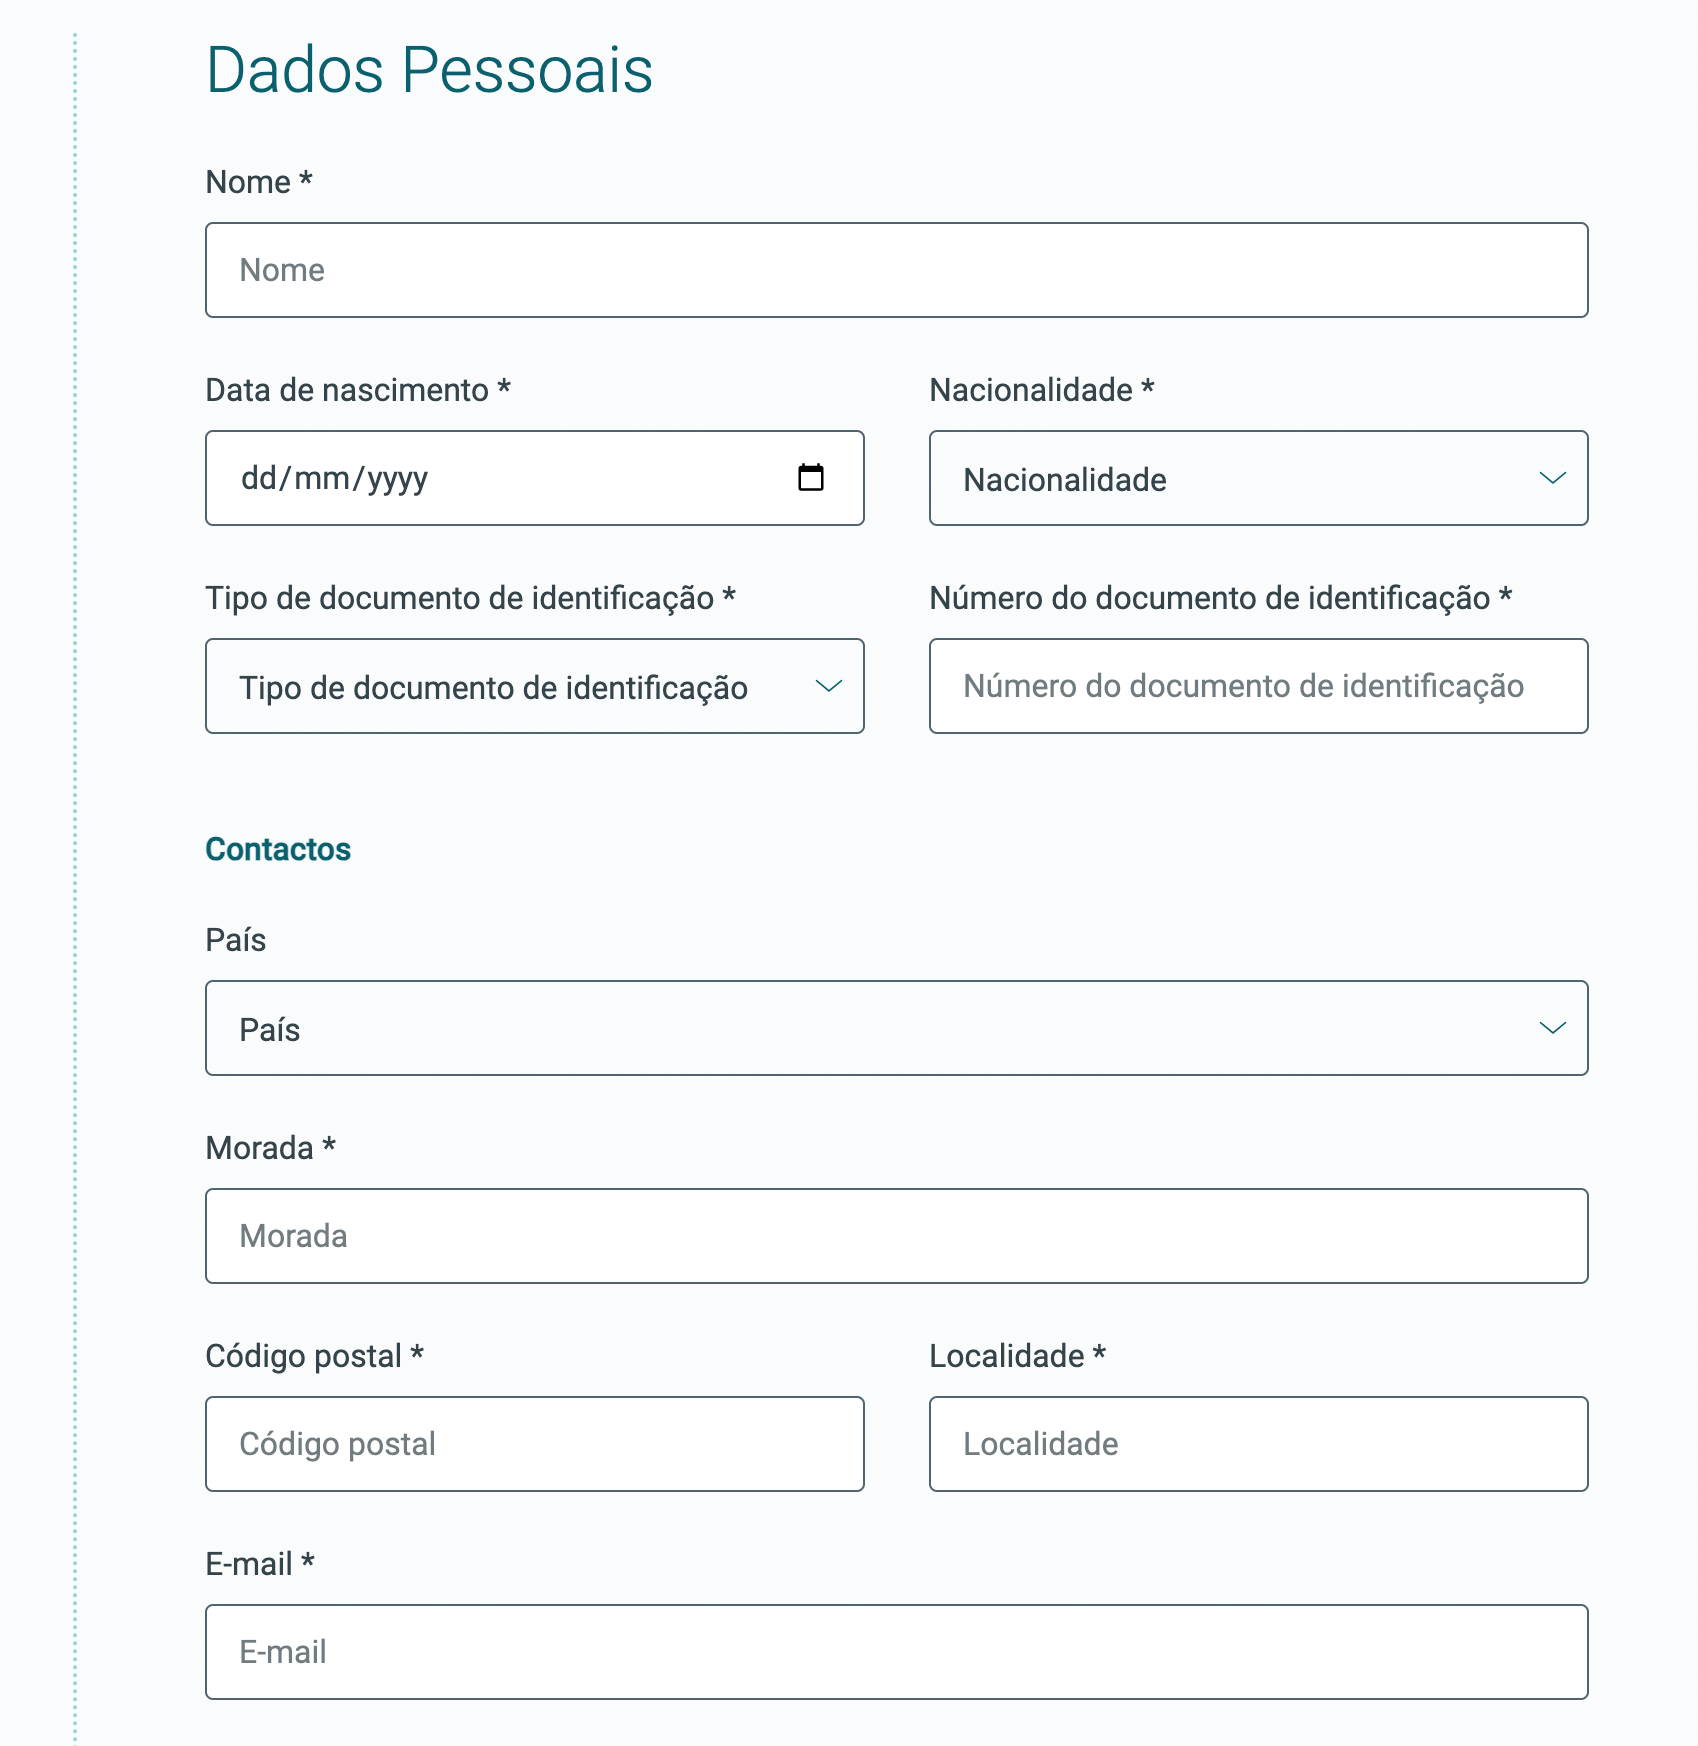 Dados Pessoais
Nome *
Nome
Data de nascimento * Nacionalidade *
dd/mm/yyyy Nacionalidade
Tipo de documento de identificação * Número do documento de identificação *
Tipo de documento de identificação Número do documento de identificação
Contactos
País
País
Morada *
Morada
Código postal * Localidade *
Código postal Localidade
E-mail *
E-mail